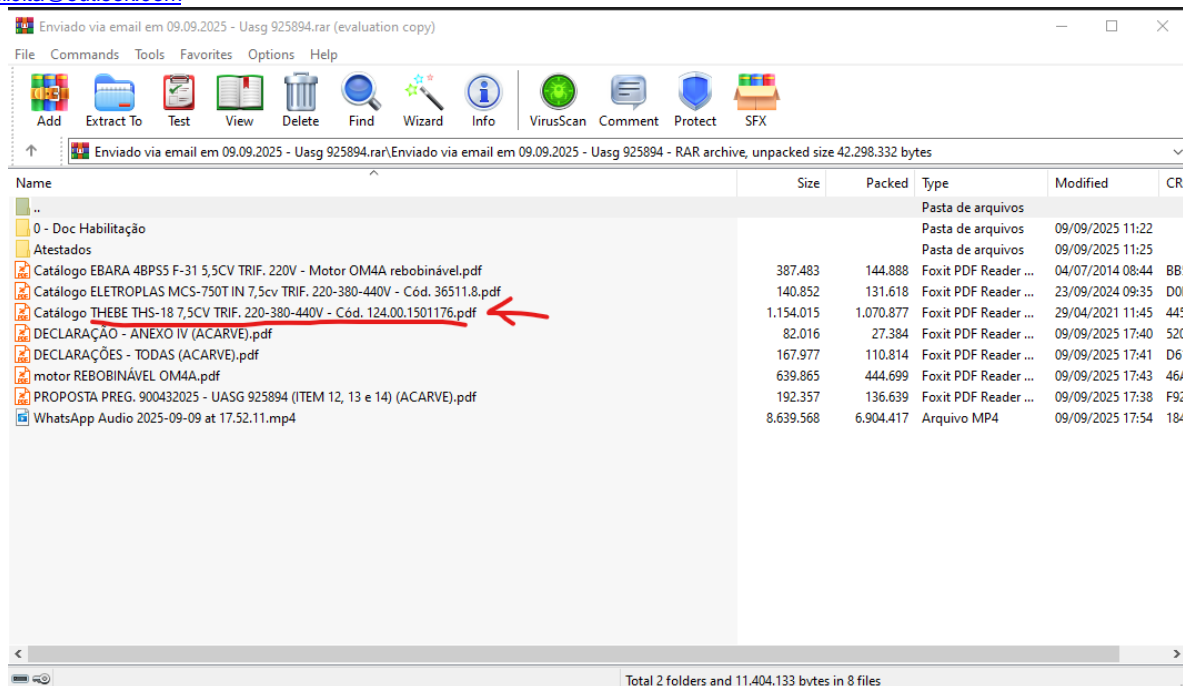 Enviado via email em 09.09.2025 - Uasg 925894.rar (evaluation copy)
File Commands Tools Favorites Options Help
Add Extract To Test View Delete Find Wizard Info VirusScan Comment Protect SFX
Enviado via email em 09.09.2025 - Uasg 925894.rar\Enviado via email em 09.09.2025 - Uasg 925894 - RAR archive, unpacked size 42.298.332 bytes
Name Size Packed Type Modified CR
.. Pasta de arquivos
0 - Doc Habilitação Pasta de arquivos 09/09/2025 11:22
Atestados Pasta de arquivos 09/09/2025 11:25
Catálogo EBARA 4BPS5 F-31 5,5CV TRIF. 220V - Motor OM4A rebobinável.pdf 387.483 144.888 Foxit PDF Reader ... 04/07/2014 08:44
Catálogo ELETROPLAS MCS-750T IN 7,5cv TRIF. 220-380-440V - Cód. 36511.8.pdf 140.852 131.618 Foxit PDF Reader ... 23/09/2024 09:35
Catálogo THEBE THS-18 7,5CV TRIF. 220-380-440V - Cód. 124.00.1501176.pdf 1.154.015 1.070.877 Foxit PDF Reader ... 29/04/2021 11:45 445
DECLARAÇÃO - ANEXO IV (ACARVE).pdf 82.016 27.384 Foxit PDF Reader ... 09/09/2025 17:40 520
DECLARAÇÕES - TODAS (ACARVE).pdf 167.977 110.814 Foxit PDF Reader ... 09/09/2025 17:41 D6
motor REBOBINÁVEL OM4A.pdf 639.865 444.699 Foxit PDF Reader ... 09/09/2025 17:43 46A
PROPOSTA PREG. 900432025 - UASG 925894 (ITEM 12, 13 e 14) (ACARVE).pdf 192.357 136.639 Foxit PDF Reader ... 09/09/2025 17:38 F92
WhatsApp Audio 2025-09-09 at 17.52.11.mp4 8.639.568 6.904.417 Arquivo MP4 09/09/2025 17:54 184
Total 2 folders and 11.404.133 bytes in 8 files